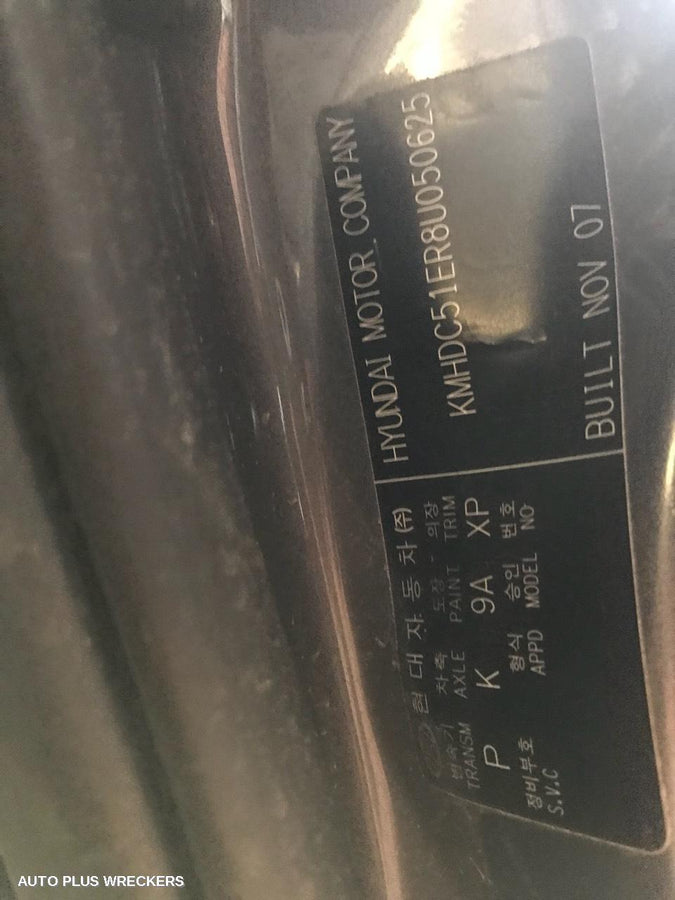 현대자동차(주) HYUNDAI MOTOR COMPANY
변속기 차축 도장 의장
TRANSM AXLE PAINT TRIM
KMHDC51ER8U050625
P K 9A XP
형식 승인 번호
APPD MODEL NO
정비부호
S.V.C
BUILT NOV 07
AUTO PLUS WRECKERS